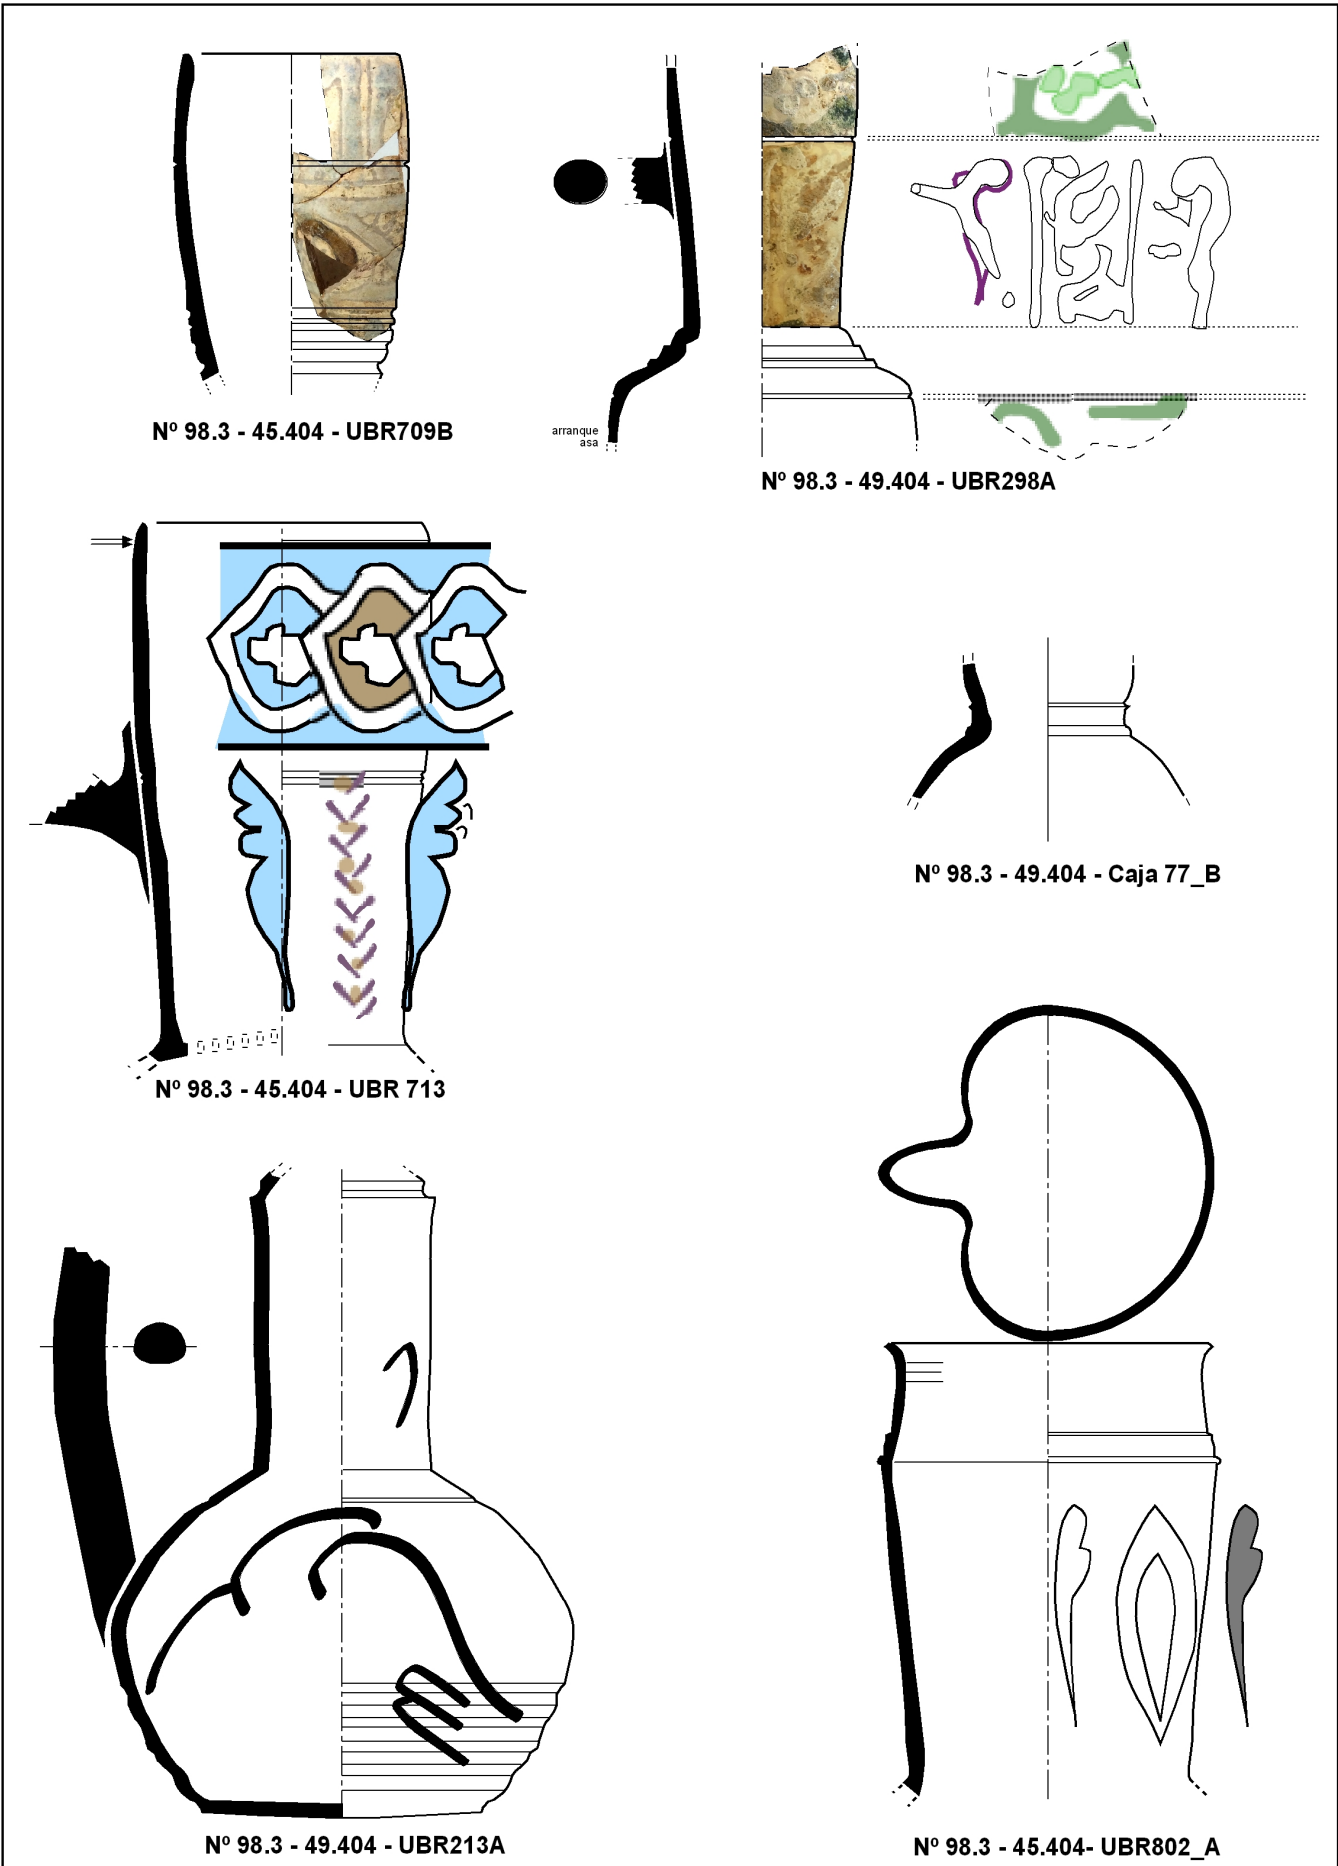 Nº 98.3 - 45.404 - UBR709B
arranque
asa
Nº 98.3 - 49.404 - UBR298A
Nº 98.3 - 49.404 - Caja 77_B
Nº 98.3 - 45.404 - UBR 713
Nº 98.3 - 49.404 - UBR213A
Nº 98.3 - 45.404- UBR802_A